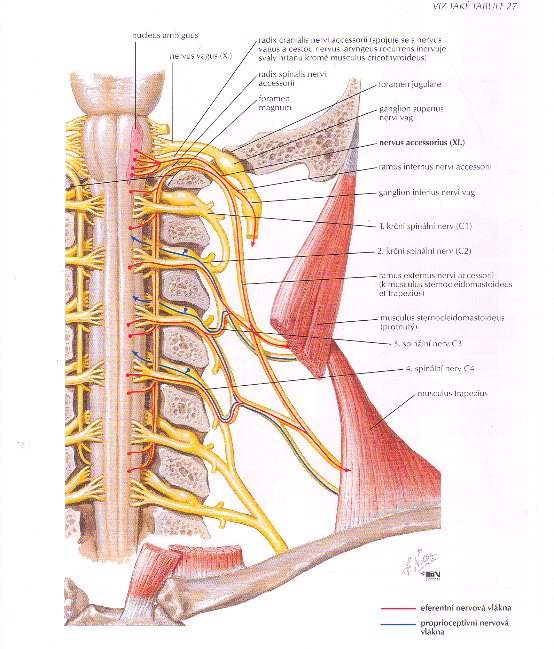 VIZ TAKÉ TABULE 27
nucleus ambiguus
nervus vagus (X.)
radix cranialis nervi accessorii (spojuje se s nervus
vagus a cestou nervus laryngeus recurrens inervuje
svaly hrtanu kromě musculus cricothyroideus)
radix spinalis nervi
accessorii
foramen
magnum
foramen jugulare
ganglion superius
nervi vagi
nervus accessorius (XI.)
ramus internus nervi accessorii
ganglion inferius nervi vagi
1. krční spinální nerv (C1)
2. krční spinální nerv (C2)
ramus externus nervi accessorii
(k musculus sternocleidomastoideus
et trapezius)
musculus sternocleidomastoideus
(protnutý)
3. spinální nerv C3
4. spinální nerv C4
musculus trapezius
eferentní nervová vlákna
proprioceptivní nervová
vlákna